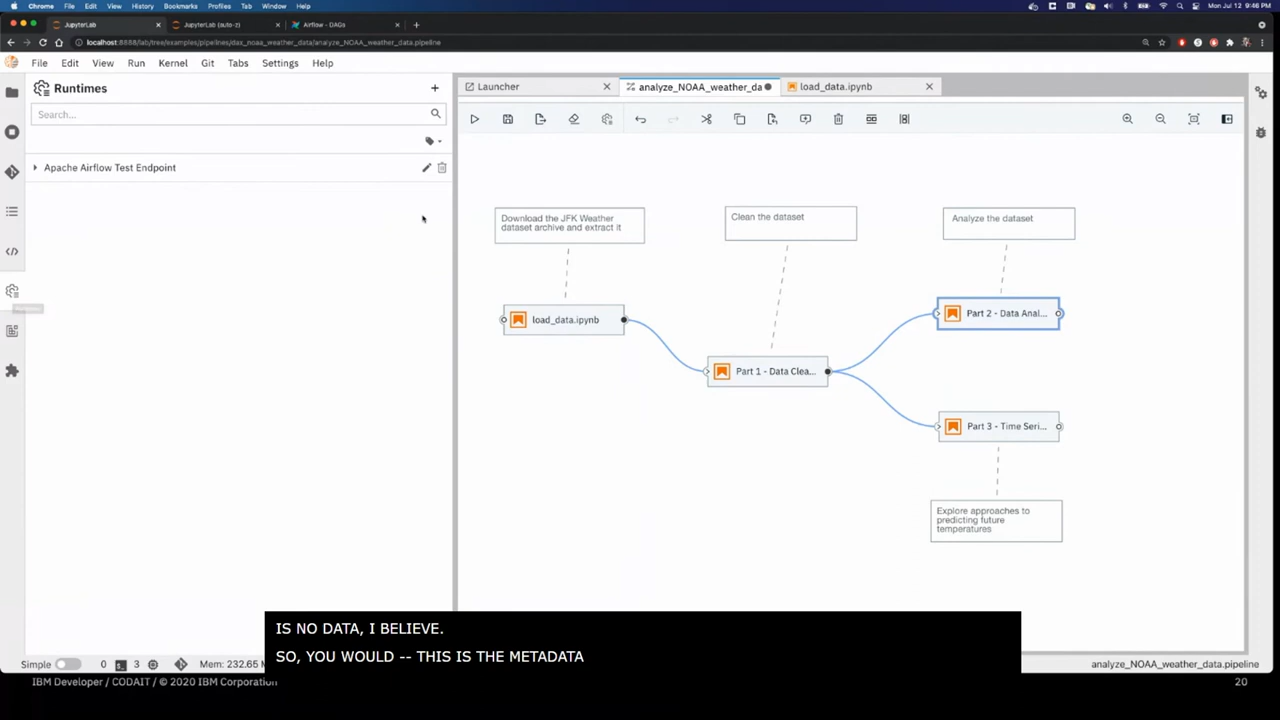 Chrome File Edit View History Bookmarks Profiles Tab Window Help Mon Jul 12 9:46 PM
JupyterLab JupyterLab (auto-z) Airflow - DAGs
localhost:8888/lab/tree/examples/pipelines/dax_noaa_weather_data/analyze_NOAA_weather_data.pipeline
File Edit View Run Kernel Git Tabs Settings Help
Runtimes
Search...
Apache Airflow Test Endpoint
Launcher analyze_NOAA_weather_da load_data.ipynb
Download the JFK Weather
dataset archive and extract it
Clean the dataset
Analyze the dataset
load_data.ipynb
Part 1 - Data Clea...
Part 2 - Data Anal...
Part 3 - Time Seri...
Explore approaches to
predicting future
temperatures
IS NO DATA, I BELIEVE.
SO, YOU WOULD -- THIS IS THE METADATA
Simple 0 3 Mem: 232.65 analyze_NOAA_weather_data.pipeline
IBM Developer / CODAIT / © 2020 IBM Corporation 20